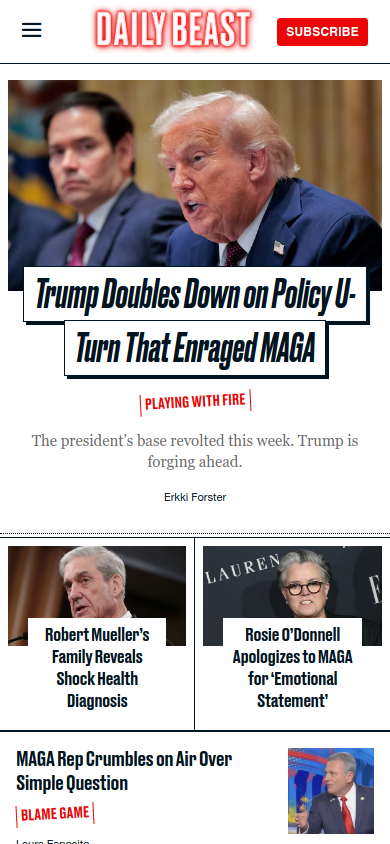 DAILY BEAST
SUBSCRIBE
Trump Doubles Down on Policy U-
Turn That Enraged MAGA
PLAYING WITH FIRE
The president’s base revolted this week. Trump is
forging ahead.
Erkki Forster
LAUREN
E
Robert Mueller’s
Family Reveals
Shock Health
Diagnosis
Rosie O’Donnell
Apologizes to MAGA
for ‘Emotional
Statement’
MAGA Rep Crumbles on Air Over
Simple Question
BLAME GAME
Laura Esposito